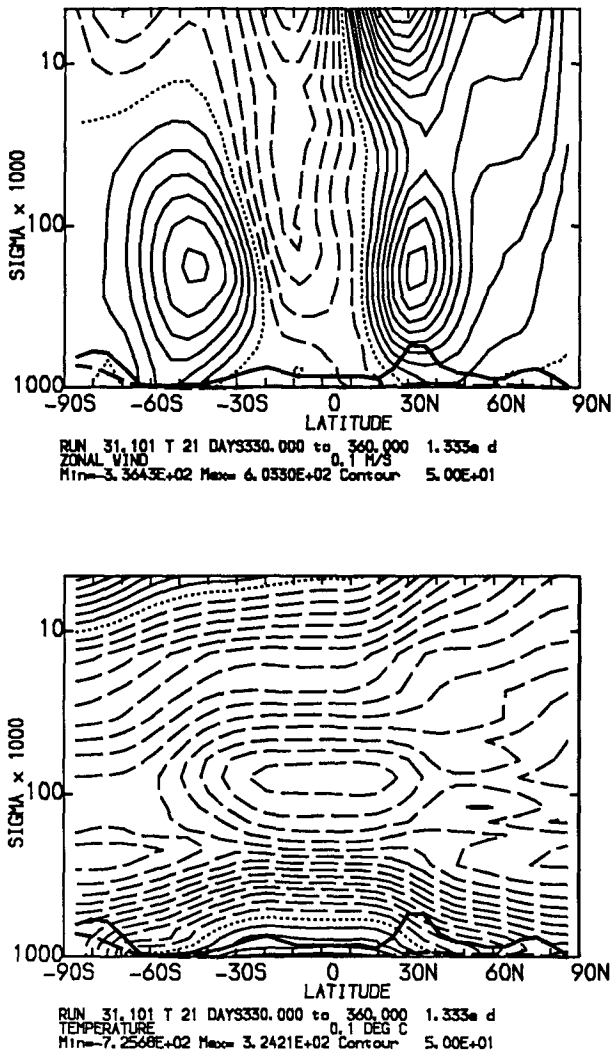 10
100
1000
SIGMA × 1000
-90S -60S -30S 0 30N 60N 90N
LATITUDE
RUN 31.101 T 21 DAYS330.000 to 360.000 1.333e d
ZONAL WIND 0.1 M/S
Min=-3.3643E+02 Max= 6.0330E+02 Contour 5.00E+01
10
100
1000
SIGMA × 1000
-90S -60S -30S 0 30N 60N 90N
LATITUDE
RUN 31.101 T 21 DAYS330.000 to 360.000 1.333e d
TEMPERATURE 0.1 DEG C
Min=-7.2568E+02 Max= 3.2421E+02 Contour 5.00E+01